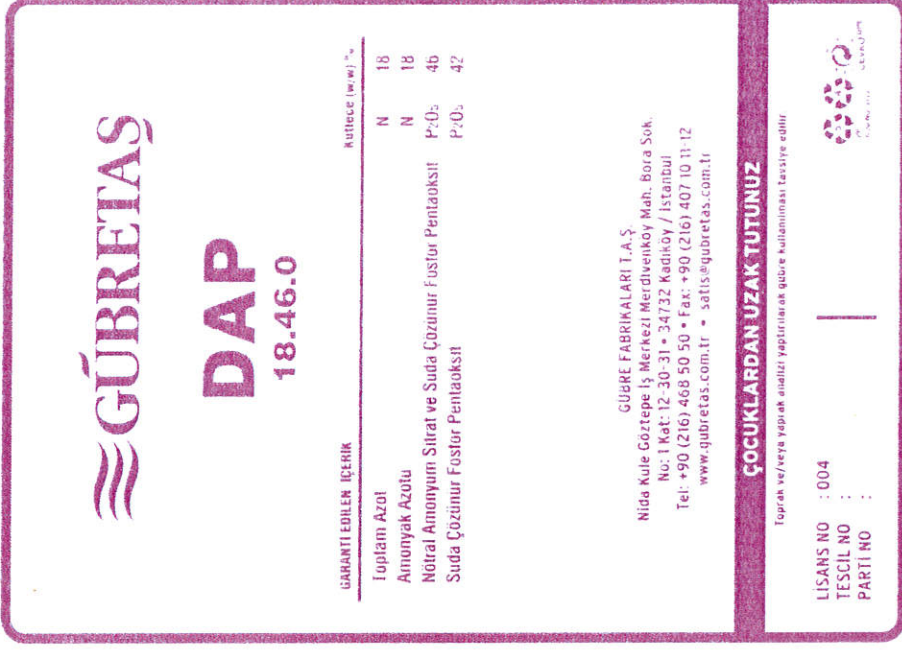 GÜBRETAŞ
DAP
18.46.0
GARANTİ EDİLEN İÇERİK Kütlece (w/w) %
Toplam Azot N 18
Amonyak Azotu N 18
Nötral Amonyum Sitrat ve Suda Çözünür Fosfor Pentaoksit P2O5 46
Suda Çözünür Fosfor Pentaoksit P2O5 42
GÜBRE FABRİKALARI T.A.Ş.
Nida Kule Göztepe İş Merkezi Merdivenköy Mah. Bora Sok.
No: 1 Kat: 12-30-31 • 34732 Kadıköy / İstanbul
Tel: +90 (216) 468 50 50 • Fax: +90 (216) 407 10 11-12
www.gubretas.com.tr • satis@gubretas.com.tr
ÇOCUKLARDAN UZAK TUTUNUZ
Toprak ve/veya yaprak analizi yaptırılarak gübre kullanılması tavsiye edilir
LİSANS NO : 004
TESCİL NO :
PARTİ NO :